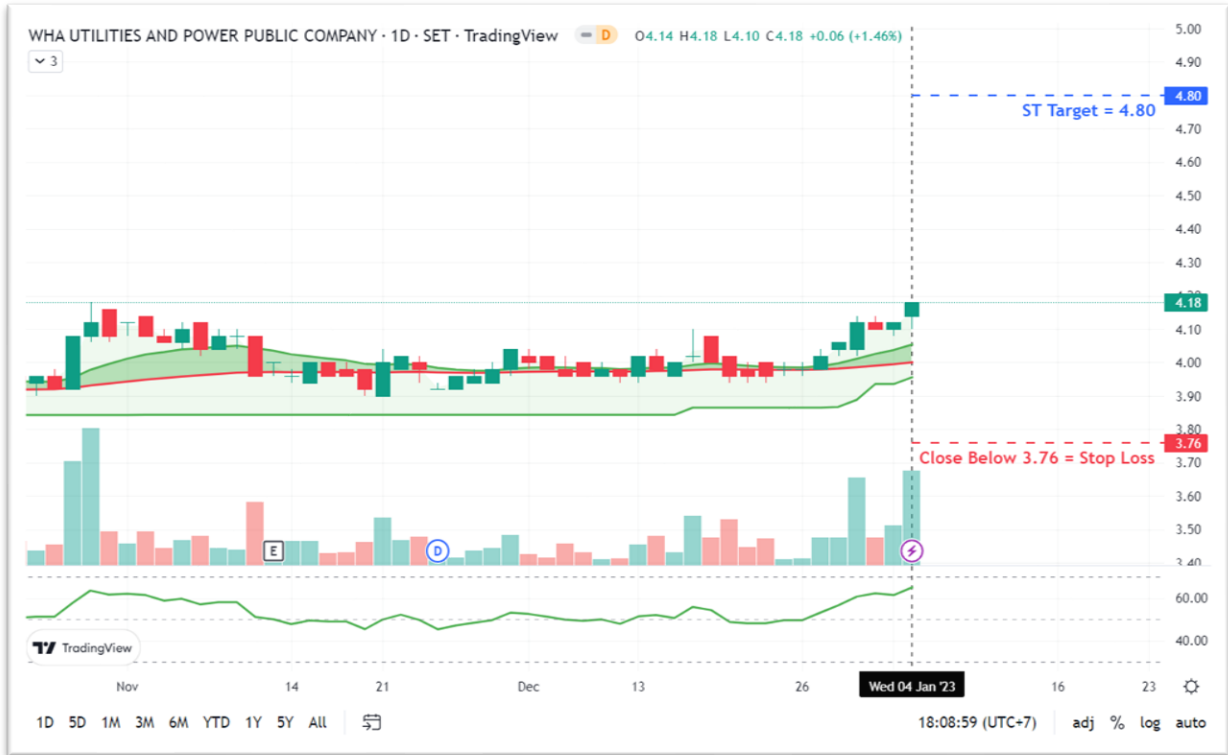 WHA UTILITIES AND POWER PUBLIC COMPANY · 1D · SET · TradingView D O4.14 H4.18 L4.10 C4.18 +0.06 (+1.46%)
3
5.00
4.90
4.80
ST Target = 4.80
4.70
4.60
4.50
4.40
4.30
4.18
4.10
4.00
3.90
3.80
3.76
Close Below 3.76 = Stop Loss
3.70
3.60
3.50
3.40
E
D
60.00
40.00
TradingView
Nov 14 21 Dec 13 26 Wed 04 Jan '23 16 23
1D 5D 1M 3M 6M YTD 1Y 5Y All 18:08:59 (UTC+7) adj % log auto